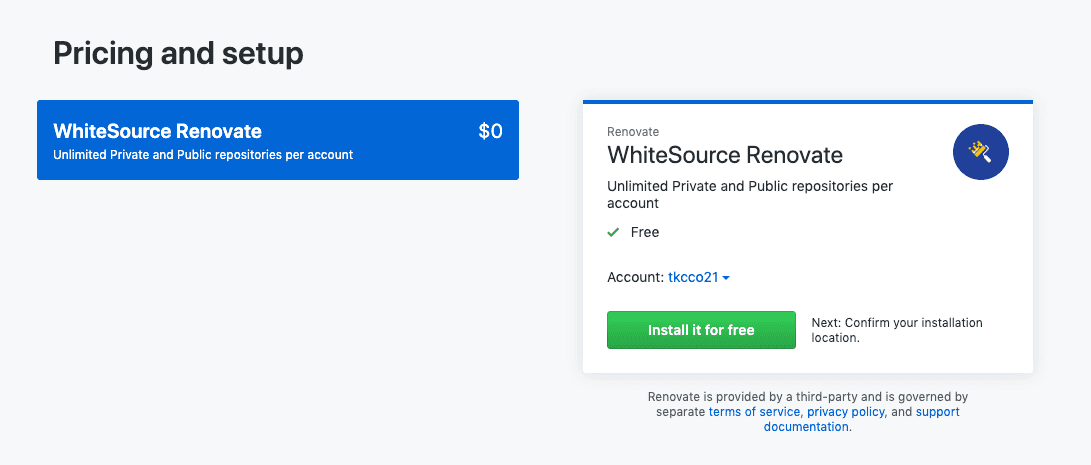 Pricing and setup
WhiteSource Renovate $0
Unlimited Private and Public repositories per account
Renovate
WhiteSource Renovate
Unlimited Private and Public repositories per
account
Free
Account: tkcco21
Install it for free
Next: Confirm your installation
location.
Renovate is provided by a third-party and is governed by
separate terms of service, privacy policy, and support
documentation.